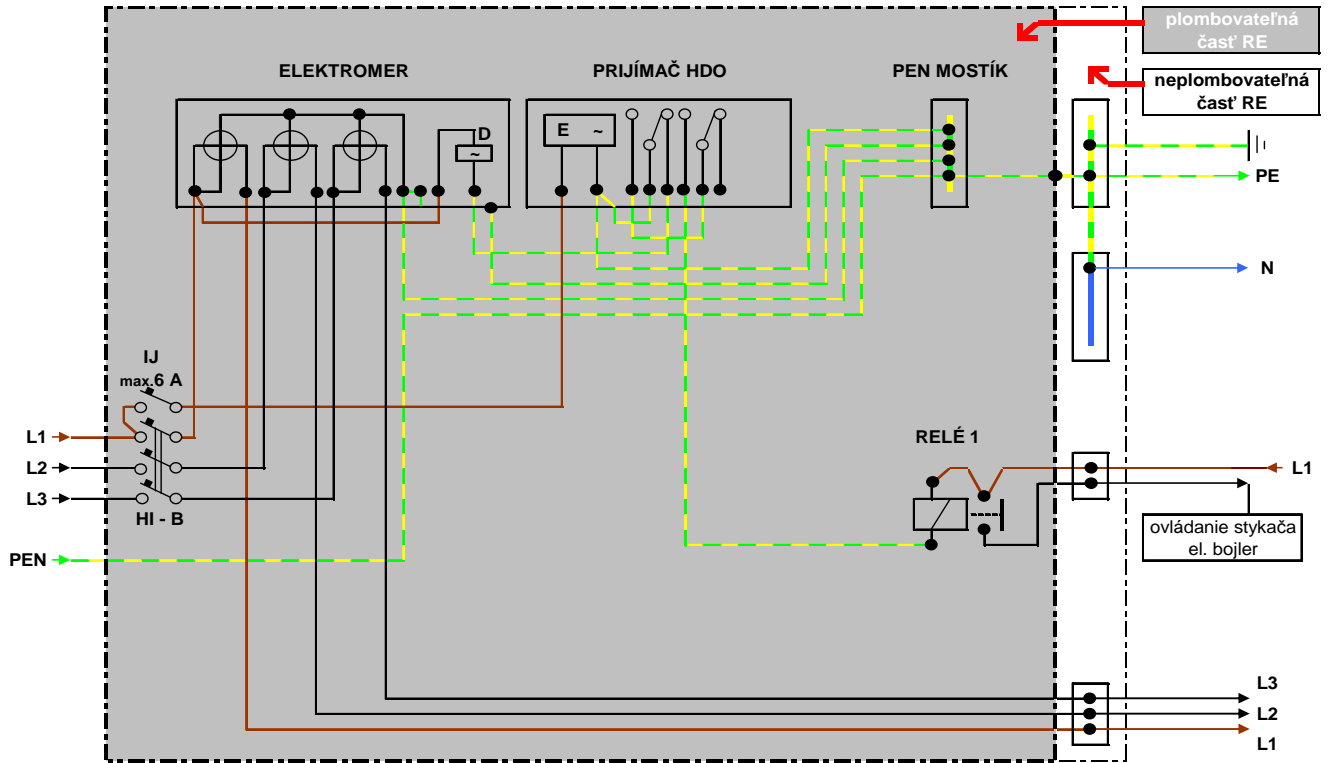 plombovateľná
časť RE
ELEKTROMER
PRIJÍMAČ HDO
PEN MOSTÍK
neplombovateľná
časť RE
D
~
E ~
PE
N
IJ
max.6 A
L1
L2
L3
HI - B
PEN
RELÉ 1
L1
ovládanie stykača
el. bojler
L3
L2
L1